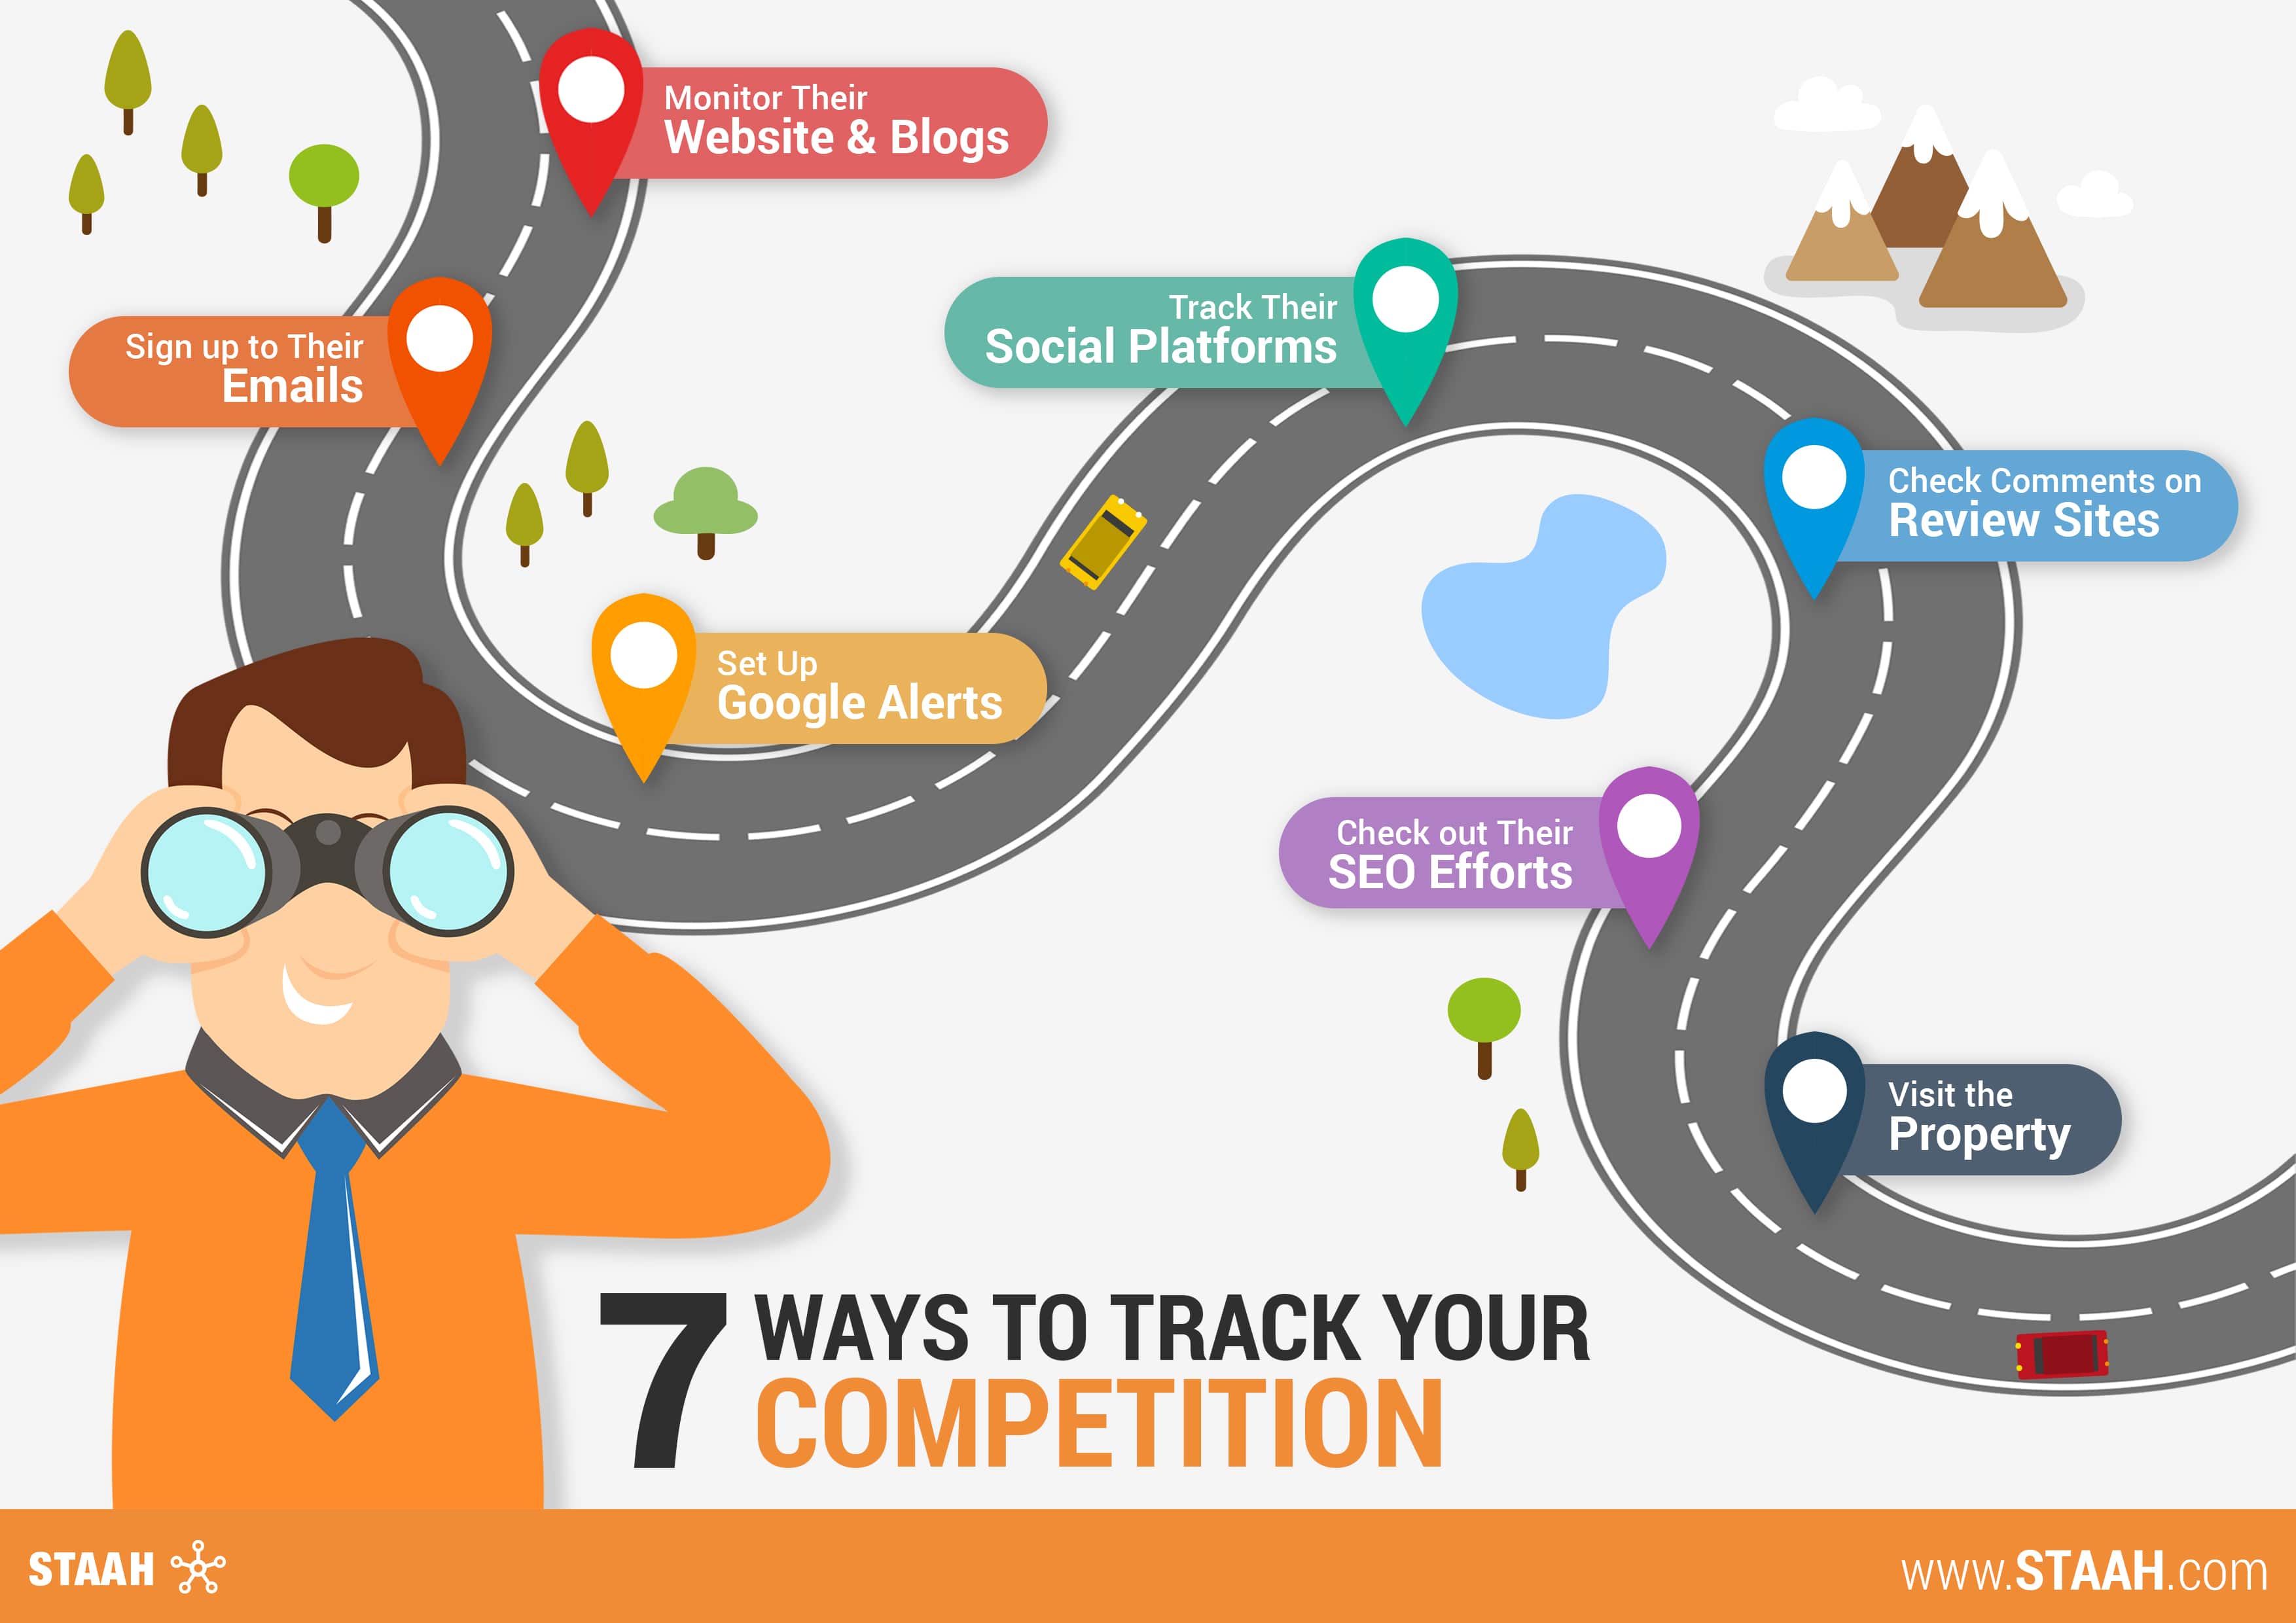 Monitor Their
Website & Blogs
Sign up to Their
Emails
Set Up
Google Alerts
Track Their
Social Platforms
Check Comments on
Review Sites
Check out Their
SEO Efforts
Visit the
Property
7 WAYS TO TRACK YOUR
COMPETITION
STAAH
www.STAAH.com